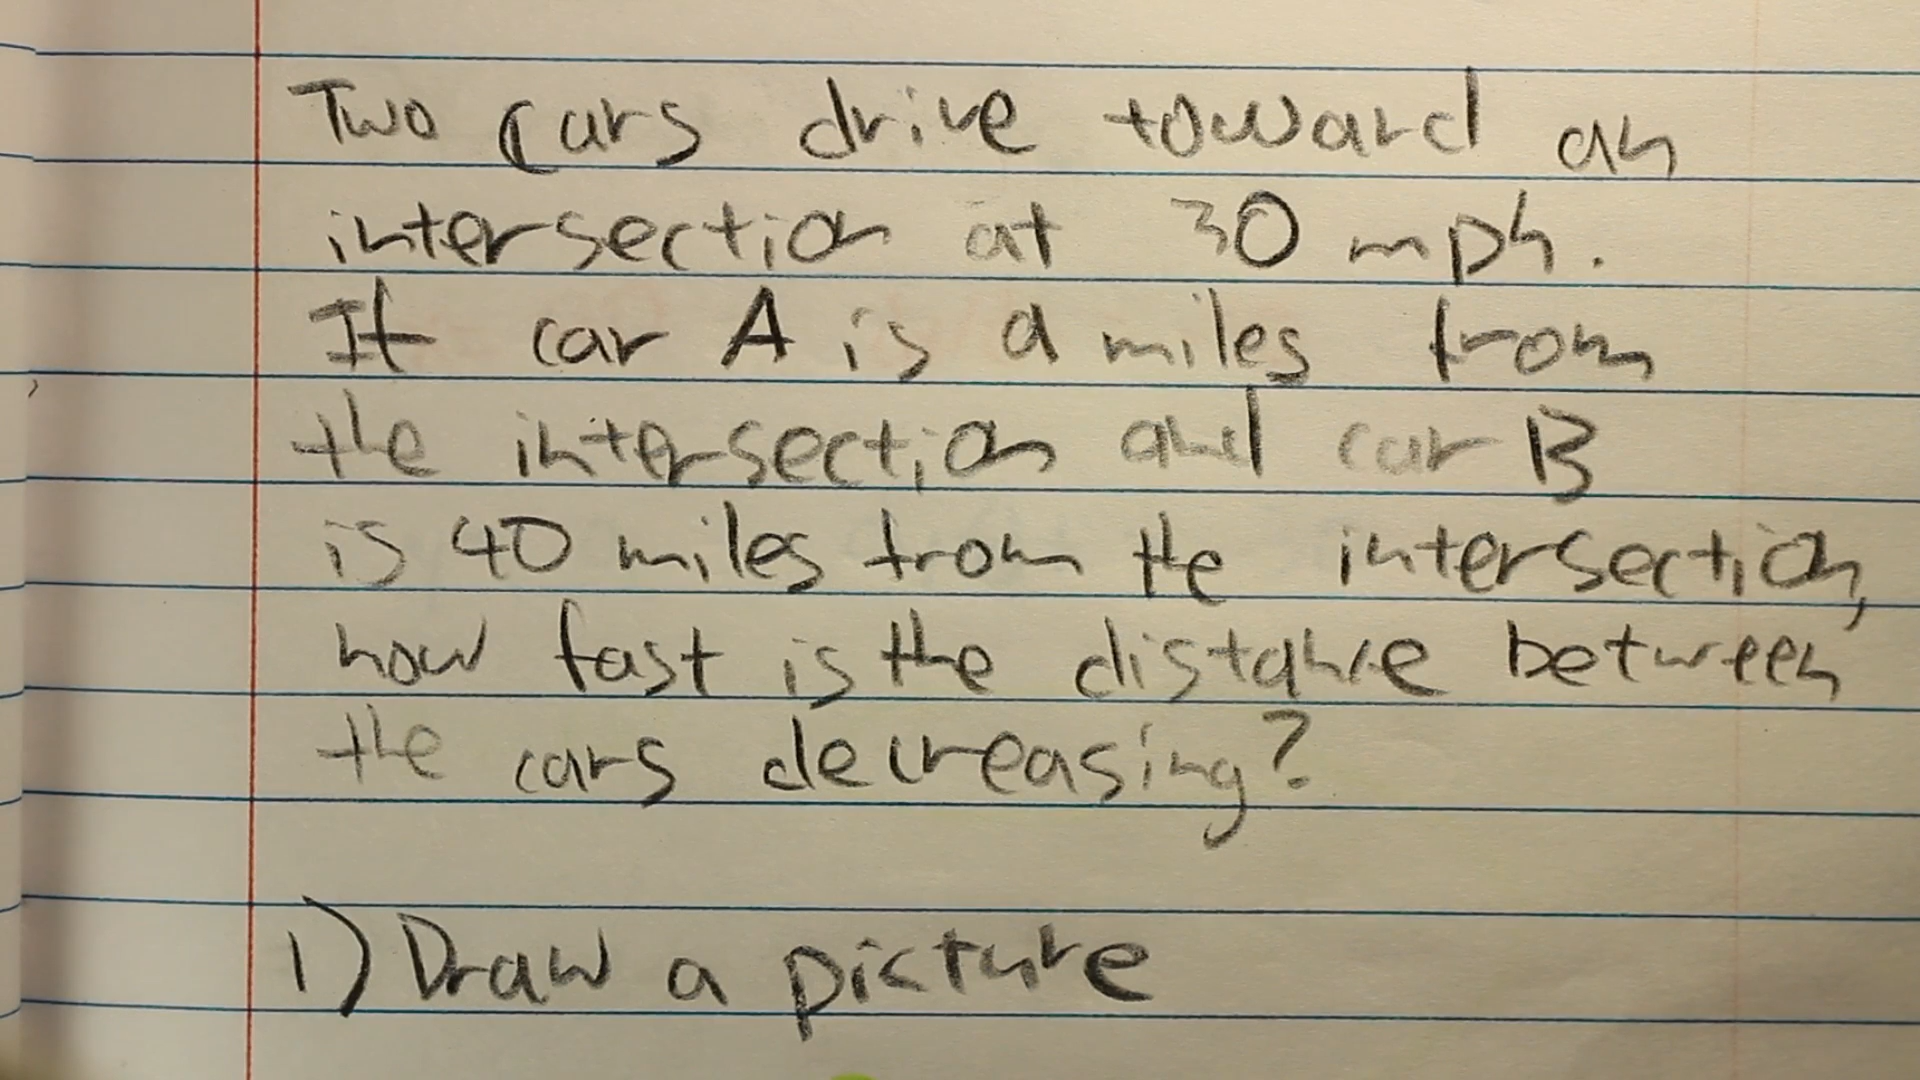 Two cars drive toward an
intersection at 30 mph.
If car A is a miles from
the intersection and car B
is 40 miles from the intersection,
how fast is the distance between
the cars decreasing?
1) Draw a picture